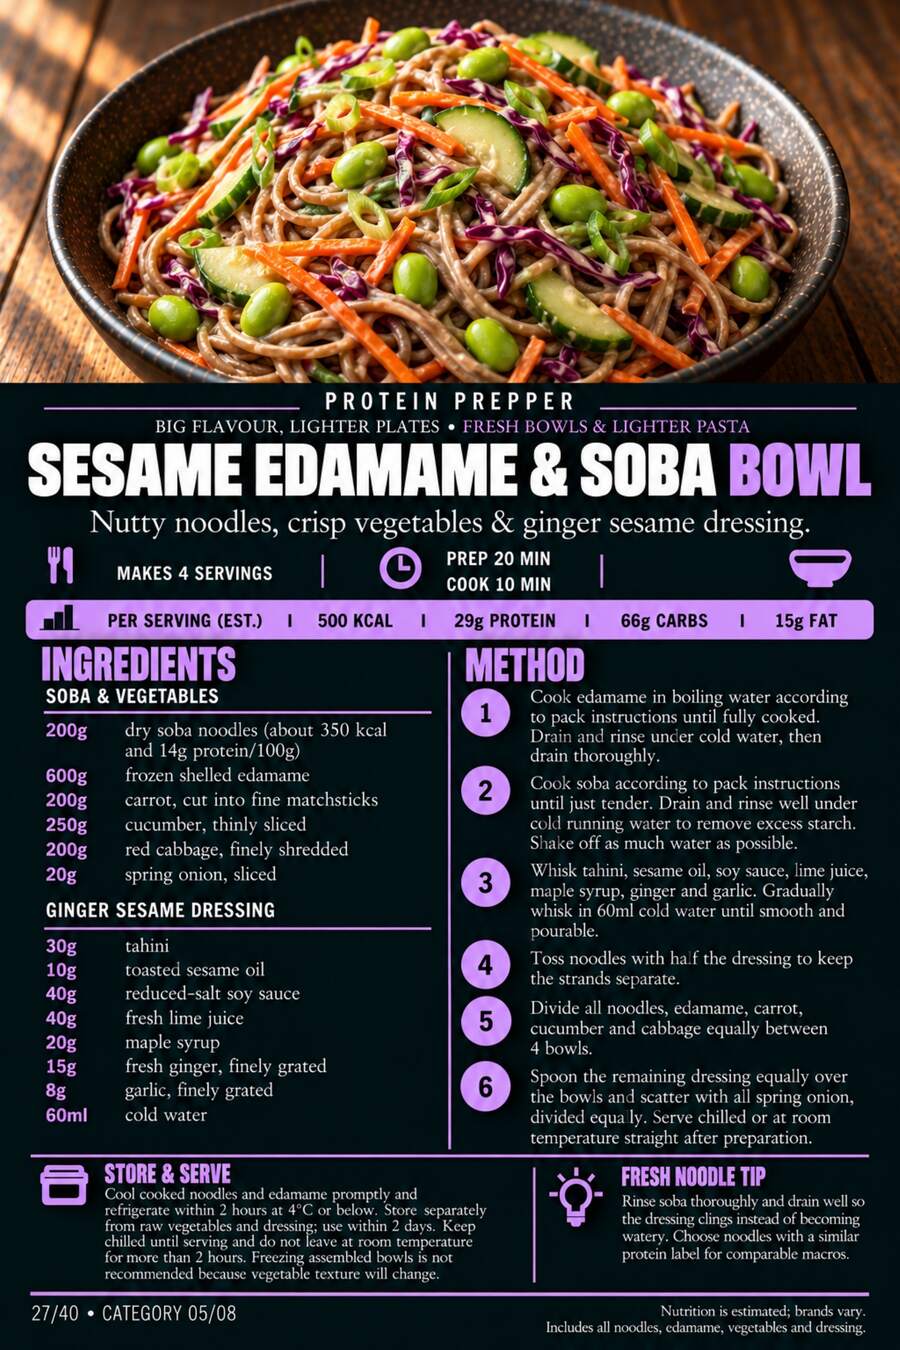 PROTEIN PREPPER
BIG FLAVOUR, LIGHTER PLATES • FRESH BOWLS & LIGHTER PASTA
SESAME EDAMAME & SOBA BOWL
Nutty noodles, crisp vegetables & ginger sesame dressing.
MAKES 4 SERVINGS
PREP 20 MIN
COOK 10 MIN
PER SERVING (EST.) | 500 KCAL | 29g PROTEIN | 66g CARBS | 15g FAT
INGREDIENTS
SOBA & VEGETABLES
200g dry soba noodles (about 350 kcal
and 14g protein/100g)
600g frozen shelled edamame
200g carrot, cut into fine matchsticks
250g cucumber, thinly sliced
200g red cabbage, finely shredded
20g spring onion, sliced
GINGER SESAME DRESSING
30g tahini
10g toasted sesame oil
40g reduced-salt soy sauce
40g fresh lime juice
20g maple syrup
15g fresh ginger, finely grated
8g garlic, finely grated
60ml cold water
METHOD
1 Cook edamame in boiling water according
to pack instructions until fully cooked.
Drain and rinse under cold water, then
drain thoroughly.
2 Cook soba according to pack instructions
until just tender. Drain and rinse well under
cold running water to remove excess starch.
Shake off as much water as possible.
3 Whisk tahini, sesame oil, soy sauce, lime juice,
maple syrup, ginger and garlic. Gradually
whisk in 60ml cold water until smooth and
pourable.
4 Toss noodles with half the dressing to keep
the strands separate.
5 Divide all noodles, edamame, carrot,
cucumber and cabbage equally between
4 bowls.
6 Spoon the remaining dressing equally over
the bowls and scatter with all spring onion,
divided equally. Serve chilled or at room
temperature straight after preparation.
STORE & SERVE
Cool cooked noodles and edamame promptly and
refrigerate within 2 hours at 4°C or below. Store separately
from raw vegetables and dressing; use within 2 days. Keep
chilled until serving and do not leave at room temperature
for more than 2 hours. Freezing assembled bowls is not
recommended because vegetable texture will change.
FRESH NOODLE TIP
Rinse soba thoroughly and drain well so
the dressing clings instead of becoming
watery. Choose noodles with a similar
protein label for comparable macros.
27/40 • CATEGORY 05/08
Nutrition is estimated; brands vary.
Includes all noodles, edamame, vegetables and dressing.